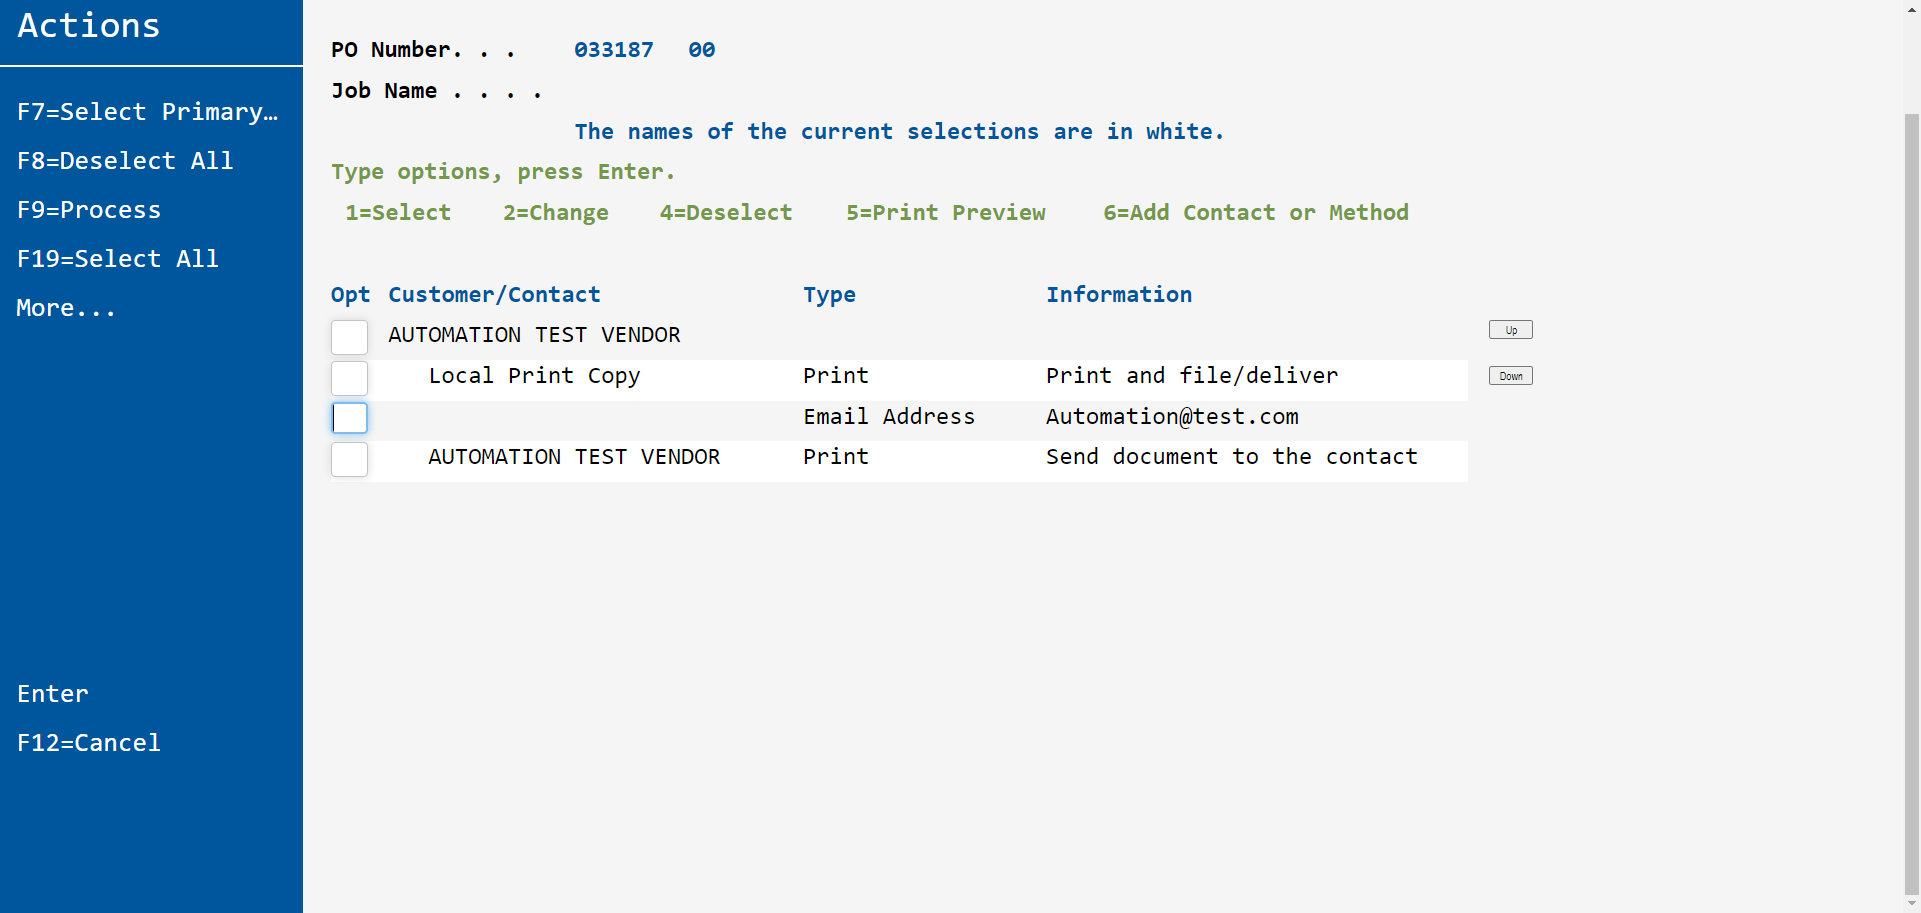 Actions
F7=Select Primary…
F8=Deselect All
F9=Process
F19=Select All
More...
Enter
F12=Cancel
PO Number. . . 033187 00
Job Name . . . .
The names of the current selections are in white.
Type options, press Enter.
1=Select 2=Change 4=Deselect 5=Print Preview 6=Add Contact or Method
Opt Customer/Contact Type Information
AUTOMATION TEST VENDOR Up
Local Print Copy Print Print and file/deliver Down
Email Address Automation@test.com
AUTOMATION TEST VENDOR Print Send document to the contact